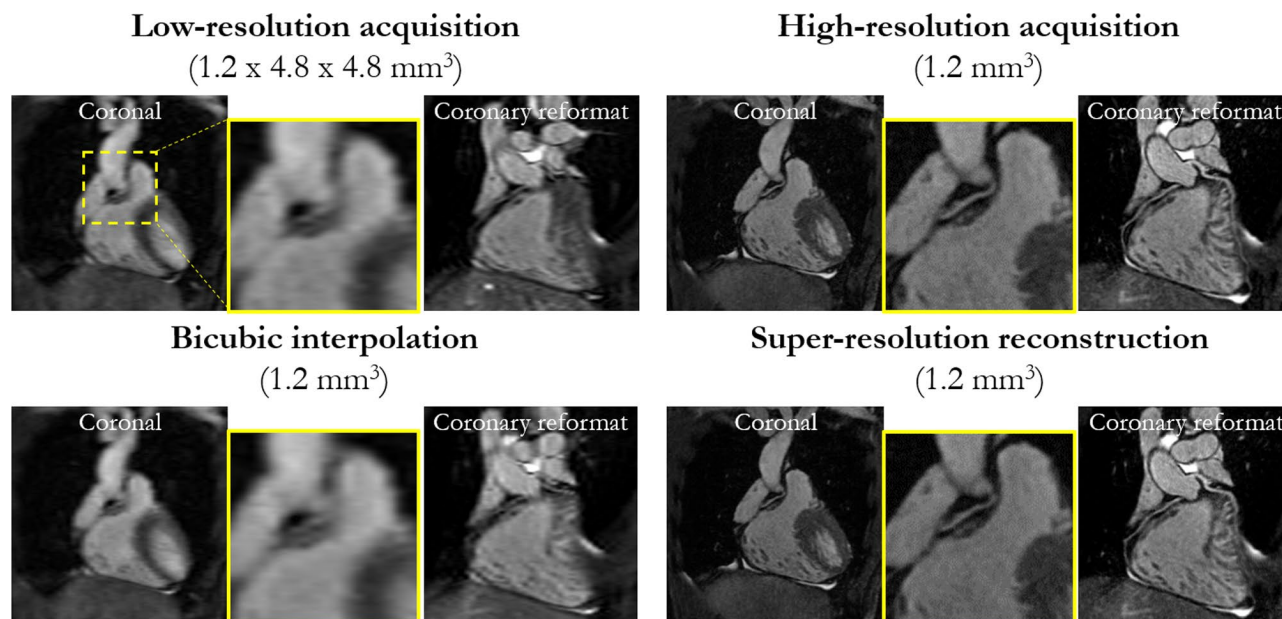 Low-resolution acquisition
(1.2 x 4.8 x 4.8 mm³)
Coronal
Coronary reformat
High-resolution acquisition
(1.2 mm³)
Coronal
Coronary reformat
Bicubic interpolation
(1.2 mm³)
Coronal
Coronary reformat
Super-resolution reconstruction
(1.2 mm³)
Coronal
Coronary reformat